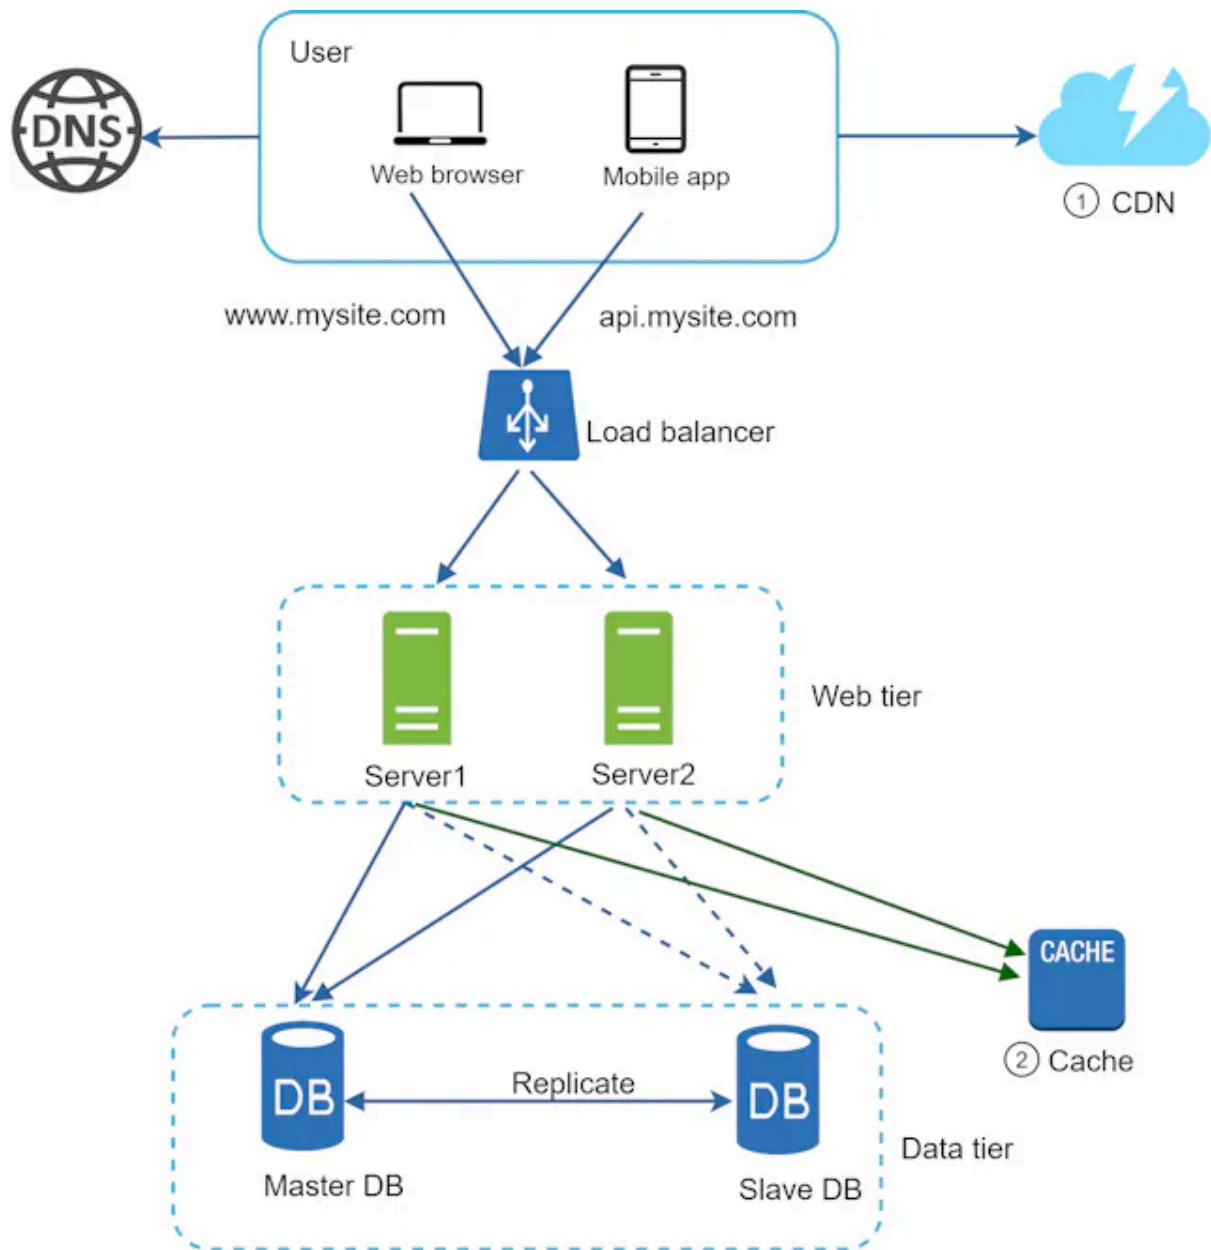 User
DNS
Web browser
Mobile app
1 CDN
www.mysite.com
api.mysite.com
Load balancer
Web tier
Server1
Server2
CACHE
2 Cache
Replicate
DB
DB
Data tier
Master DB
Slave DB